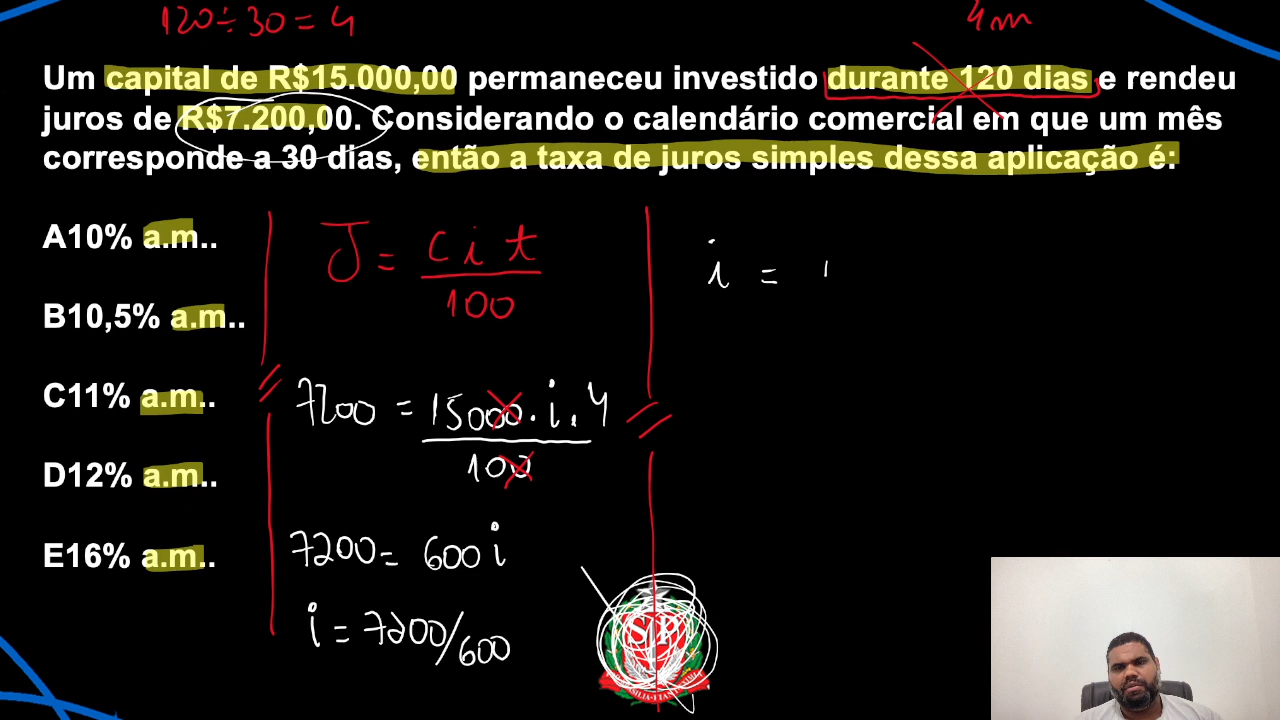 120÷30=4
4m
Um capital de R$15.000,00 permaneceu investido durante 120 dias e rendeu
juros de R$7.200,00. Considerando o calendário comercial em que um mês
corresponde a 30 dias, então a taxa de juros simples dessa aplicação é:
A10% a.m..
B10,5% a.m..
C11% a.m..
D12% a.m..
E16% a.m..
J = c i t
100
7200 = 15000.i.4
100
7200= 600 i
i = 7200/600
i =
SP